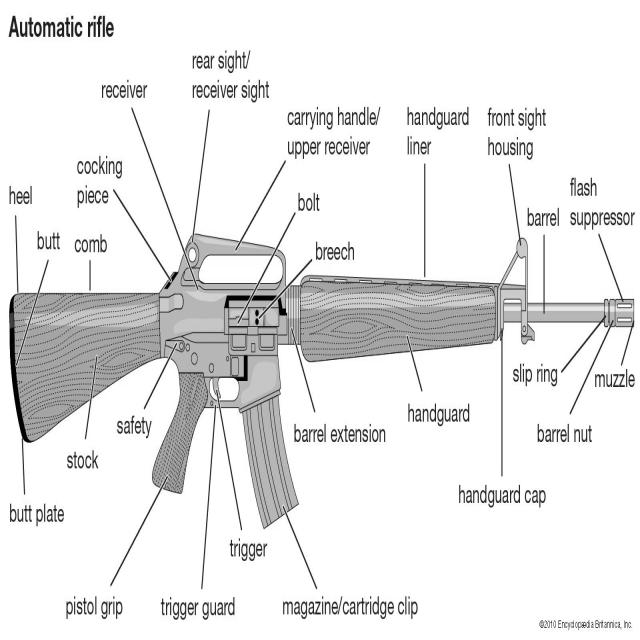 Automatic rifle
rear sight/
receiver sight
receiver
carrying handle/
upper receiver
handguard
liner
front sight
housing
cocking
piece
flash
suppressor
heel
bolt
barrel
butt
comb
breech
slip ring
muzzle
handguard
safety
barrel extension
barrel nut
stock
handguard cap
butt plate
trigger
pistol grip
trigger guard
magazine/cartridge clip
©2010 Encyclopædia Britannica, Inc.